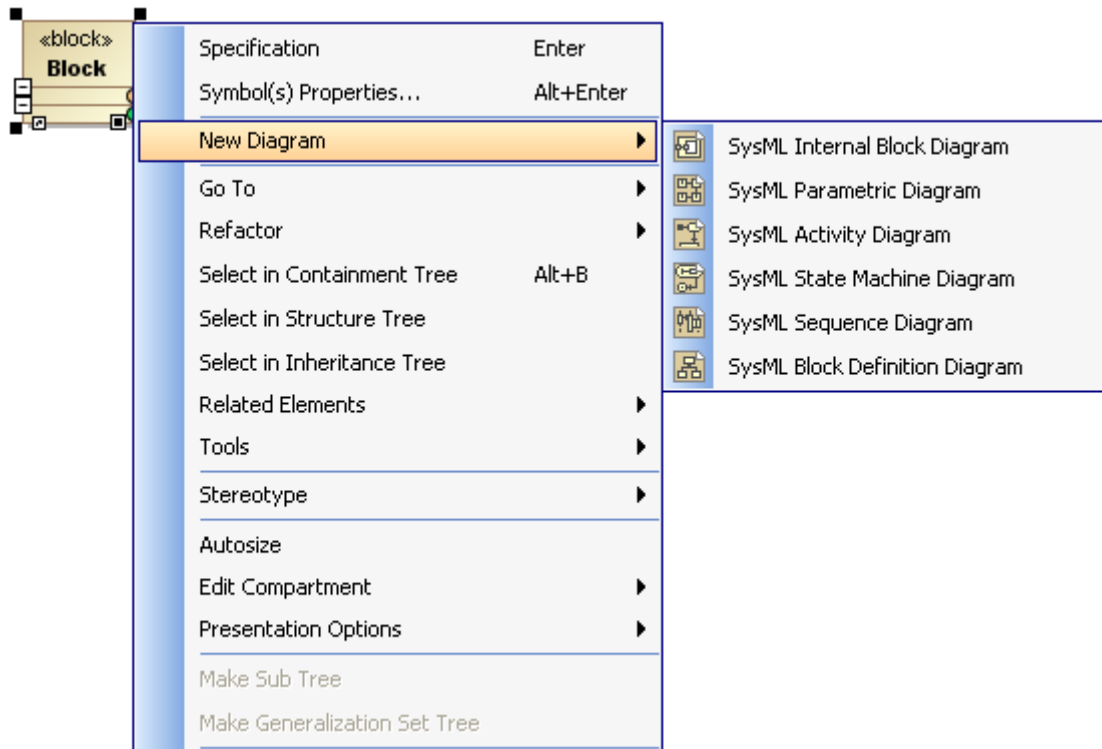 «block»
Block
Specification Enter
Symbol(s) Properties... Alt+Enter
New Diagram
Go To
Refactor
Select in Containment Tree Alt+B
Select in Structure Tree
Select in Inheritance Tree
Related Elements
Tools
Stereotype
Autosize
Edit Compartment
Presentation Options
Make Sub Tree
Make Generalization Set Tree
SysML Internal Block Diagram
SysML Parametric Diagram
SysML Activity Diagram
SysML State Machine Diagram
SysML Sequence Diagram
SysML Block Definition Diagram